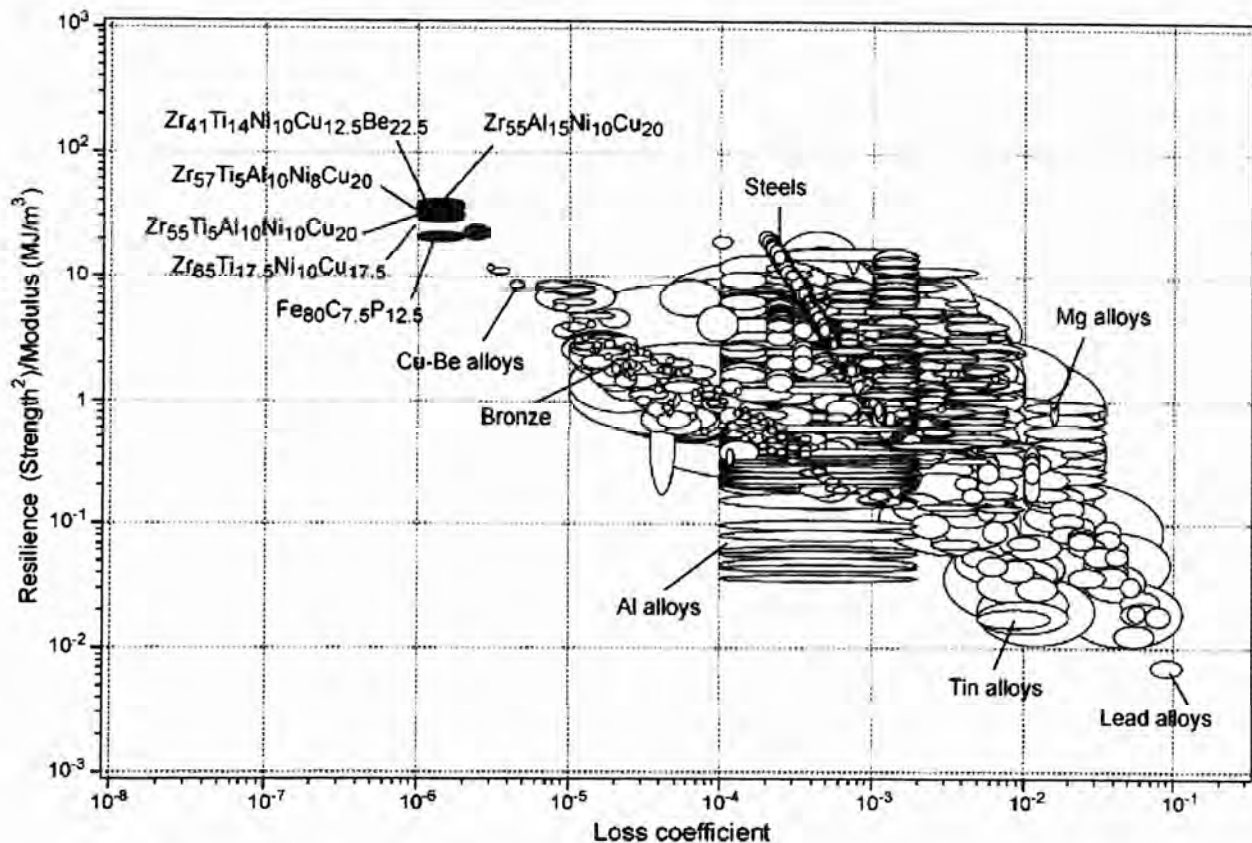 10³
10²
10
1
10⁻¹
10⁻²
10⁻³
Resilience (Strength²)/Modulus (MJ/m³)
Zr₄₁Ti₁₄Ni₁₀Cu₁₂.₅Be₂₂.₅
Zr₅₅Al₁₅Ni₁₀Cu₂₀
Zr₅₇Ti₅Al₁₀Ni₈Cu₂₀
Steels
Zr₅₅Ti₅Al₁₀Ni₁₀Cu₂₀
Zr₆₅Ti₁₇.₅Ni₁₀Cu₁₇.₅
Fe₈₀C₇.₅P₁₂.₅
Mg alloys
Cu-Be alloys
Bronze
Al alloys
Tin alloys
Lead alloys
10⁻⁸ 10⁻⁷ 10⁻⁶ 10⁻⁵ 10⁻⁴ 10⁻³ 10⁻² 10⁻¹
Loss coefficient